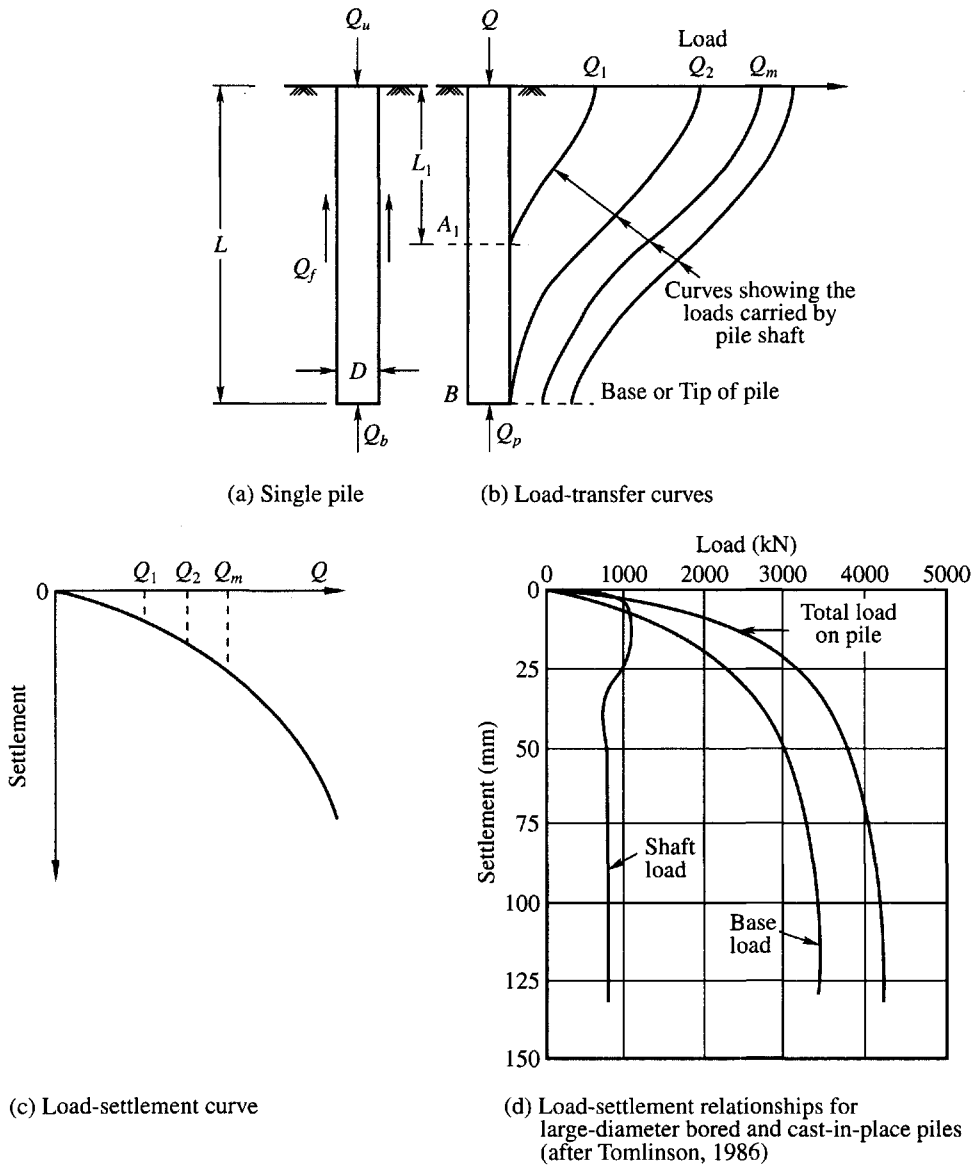 Q_u
Q
Load
Q_1
Q_2
Q_m
L_1
A_1
L
Q_f
Curves showing the
loads carried by
pile shaft
D
B
Base or Tip of pile
Q_b
Q_p
(a) Single pile
(b) Load-transfer curves
Q_1
Q_2
Q_m
Q
0
Settlement
(c) Load-settlement curve
Load (kN)
0 1000 2000 3000 4000 5000
0
Total load
on pile
25
50
Settlement (mm)
75
Shaft
load
100
Base
load
125
150
(d) Load-settlement relationships for
large-diameter bored and cast-in-place piles
(after Tomlinson, 1986)